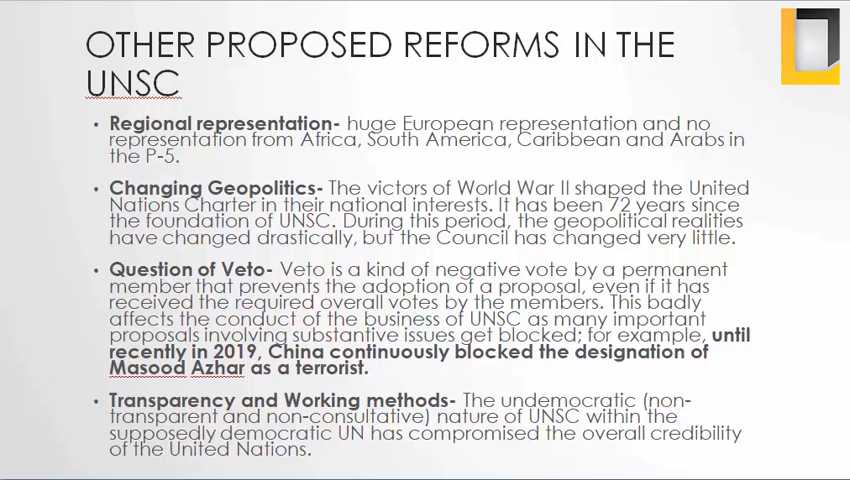 OTHER PROPOSED REFORMS IN THE
UNSC
• Regional representation- huge European representation and no
representation from Africa, South America, Caribbean and Arabs in
the P-5.
• Changing Geopolitics- The victors of World War II shaped the United
Nations Charter in their national interests. It has been 72 years since
the foundation of UNSC. During this period, the geopolitical realities
have changed drastically, but the Council has changed very little.
• Question of Veto- Veto is a kind of negative vote by a permanent
member that prevents the adoption of a proposal, even if it has
received the required overall votes by the members. This badly
affects the conduct of the business of UNSC as many important
proposals involving substantive issues get blocked; for example, until
recently in 2019, China continuously blocked the designation of
Masood Azhar as a terrorist.
• Transparency and Working methods- The undemocratic (non-
transparent and non-consultative) nature of UNSC within the
supposedly democratic UN has compromised the overall credibility
of the United Nations.